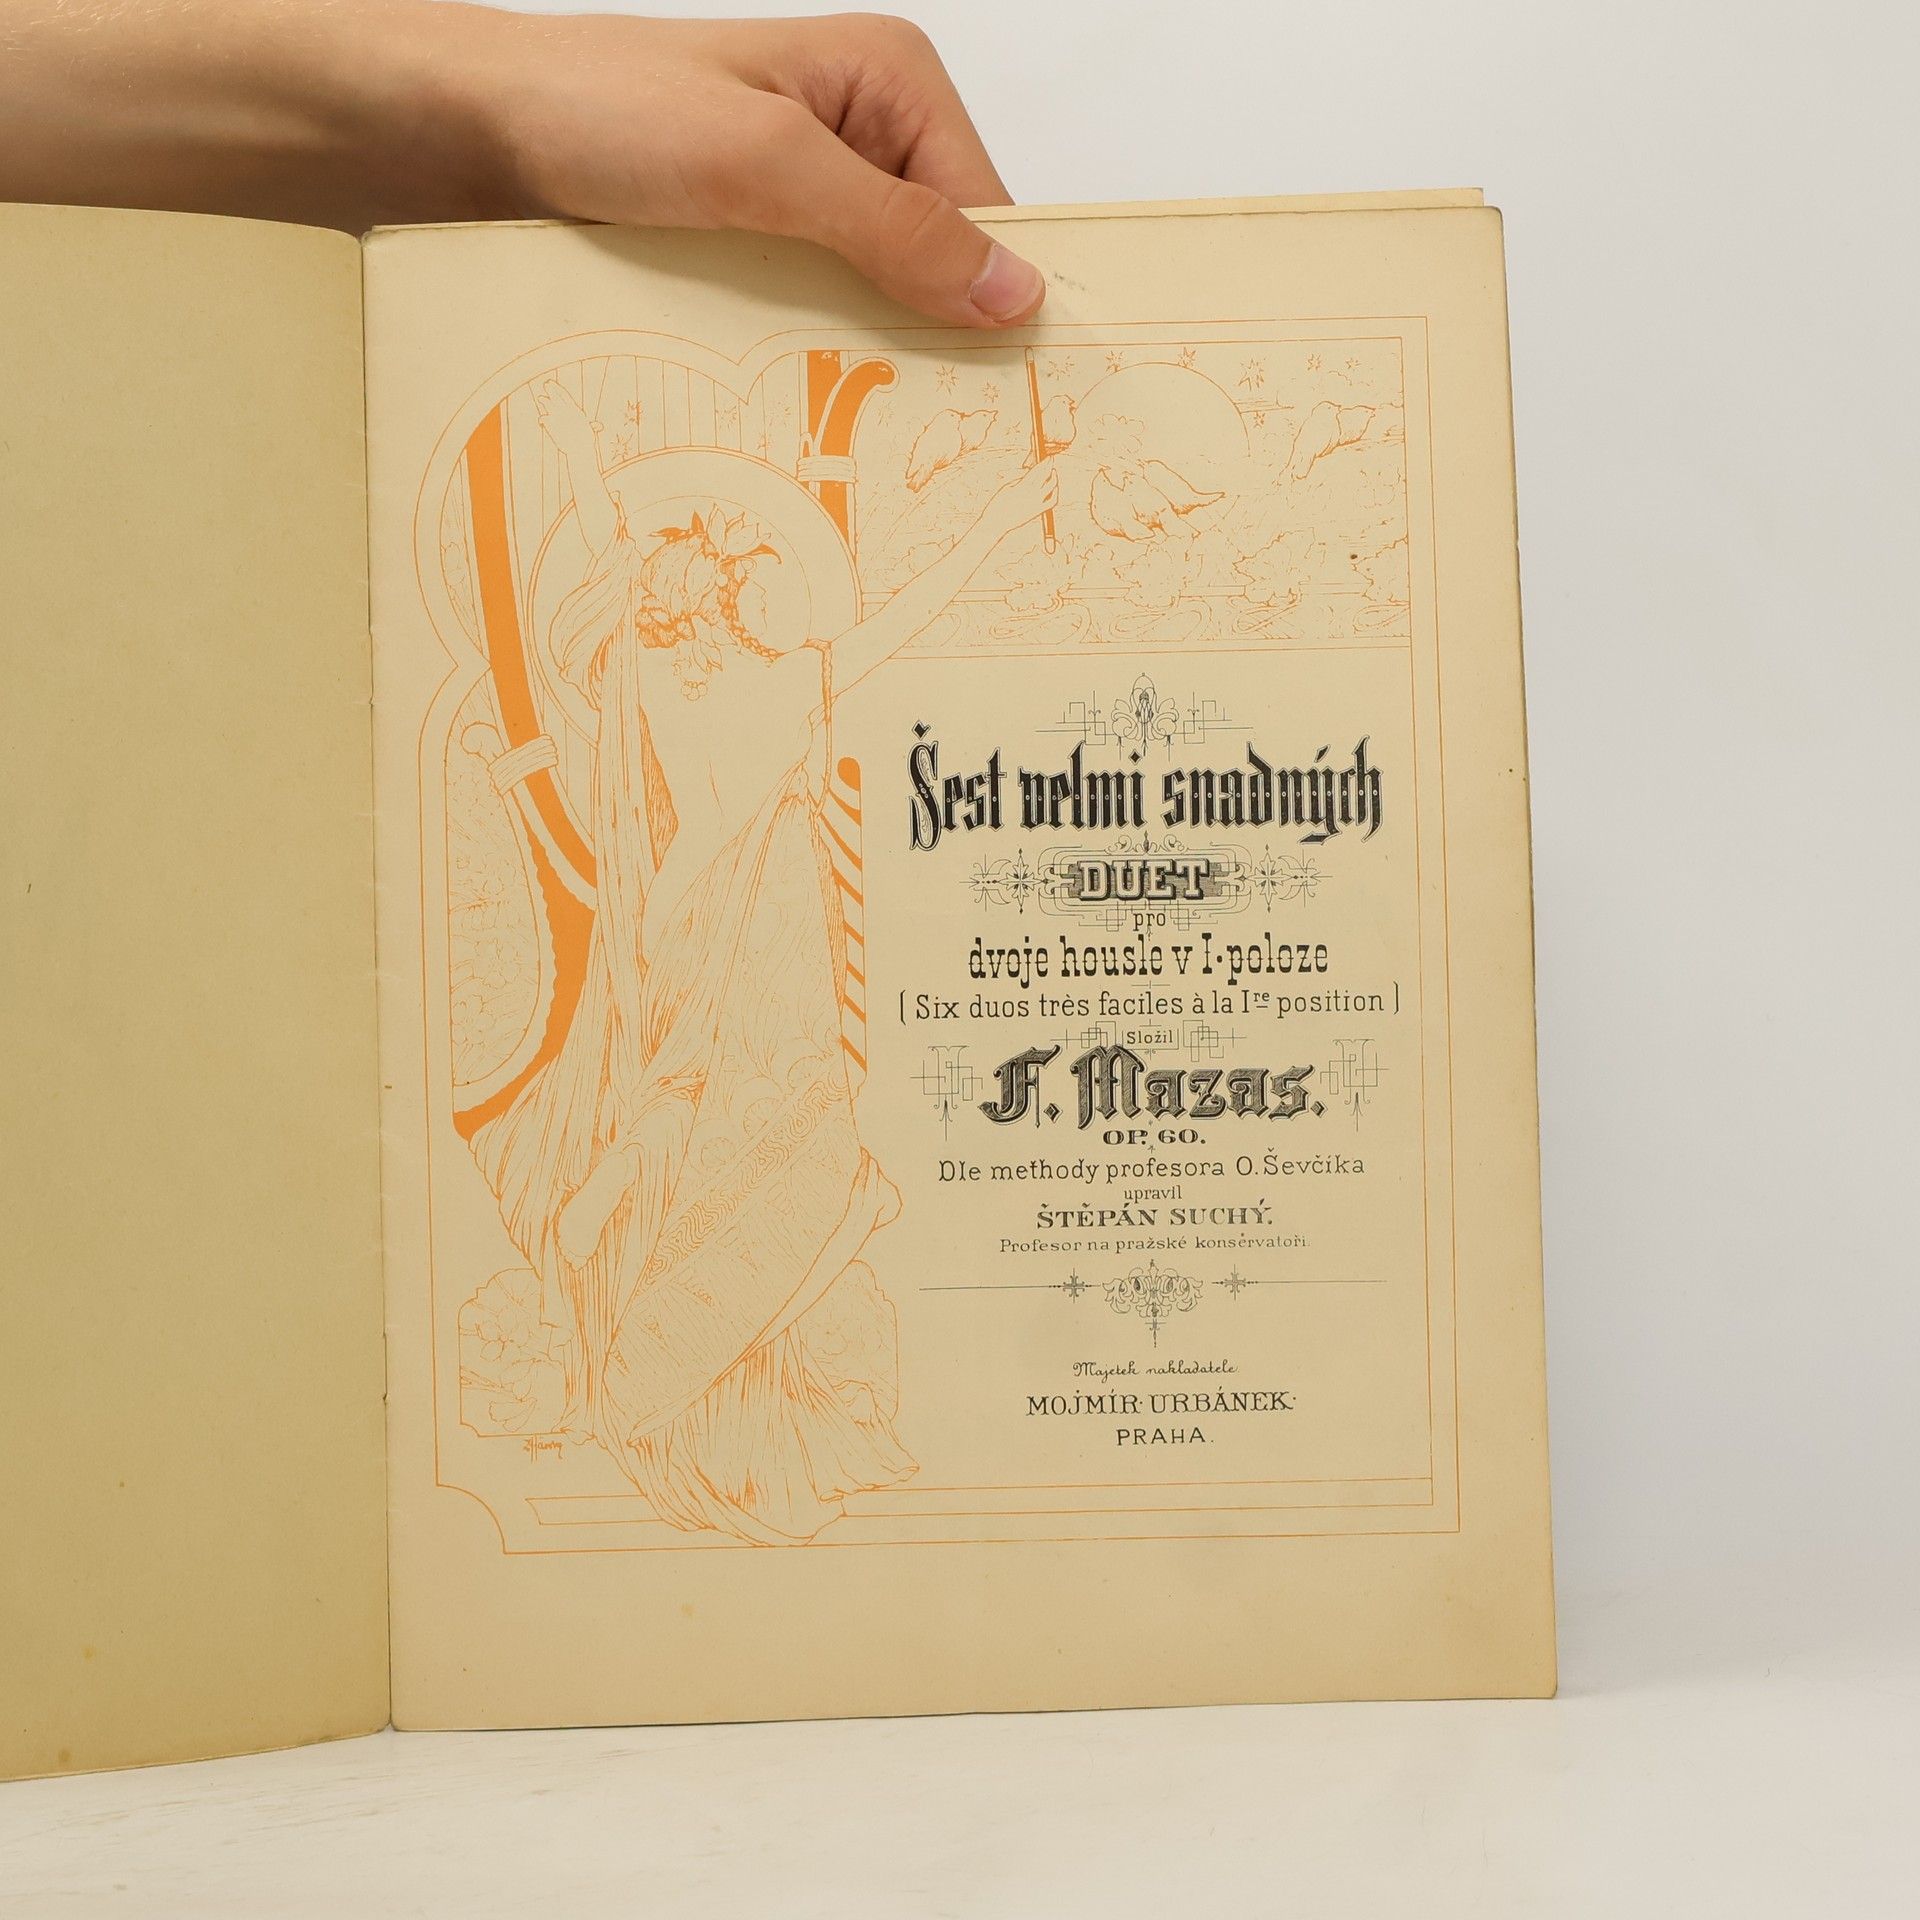 Šest velmi snadných
DUET
pro
dvoje housle v I. poloze
(Six duos très faciles à la Ire position)
Složil
F. Mazas.
OP. 60.
Dle methody profesora O. Ševčíka
upravil
ŠTĚPÁN SUCHÝ.
Profesor na pražské konservatoři.
Majetek nakladatele
MOJMÍR URBÁNEK
PRAHA.